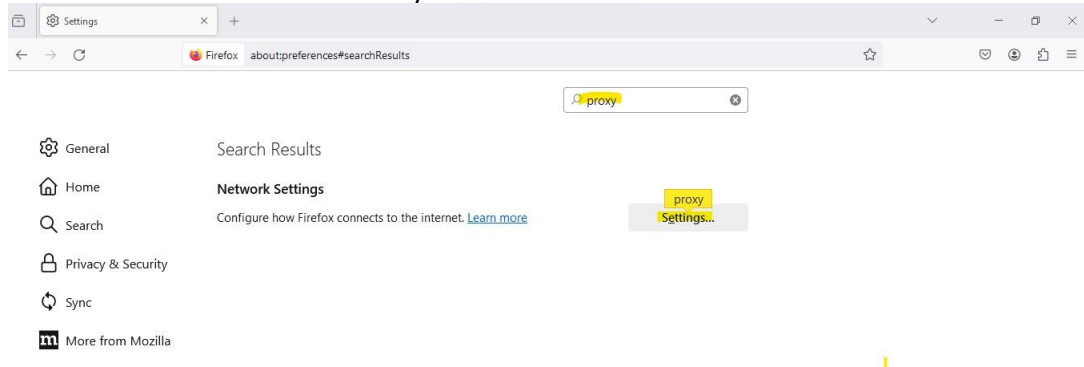 Settings
Firefox about:preferences#searchResults
proxy
General
Search Results
Home
Network Settings
proxy
Configure how Firefox connects to the internet. Learn more
Settings...
Search
Privacy & Security
Sync
m More from Mozilla